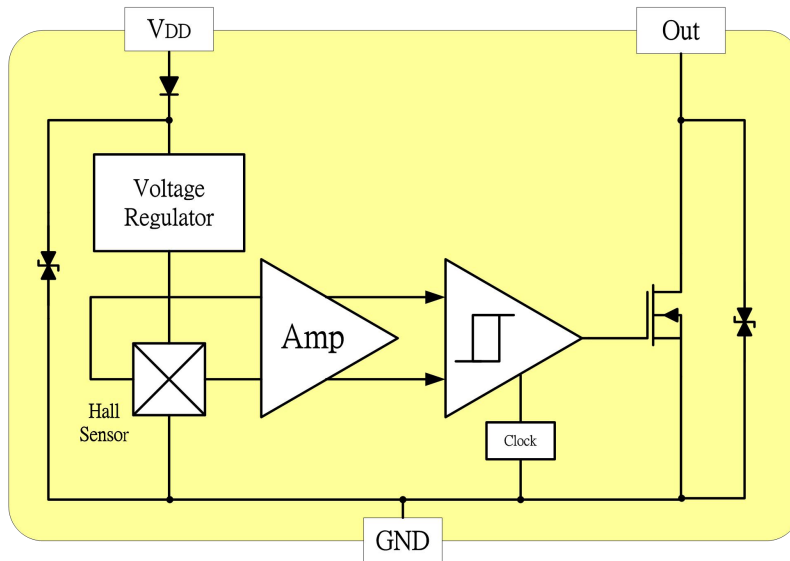 VDD
Out
Voltage
Regulator
Amp
Hall
Sensor
Clock
GND